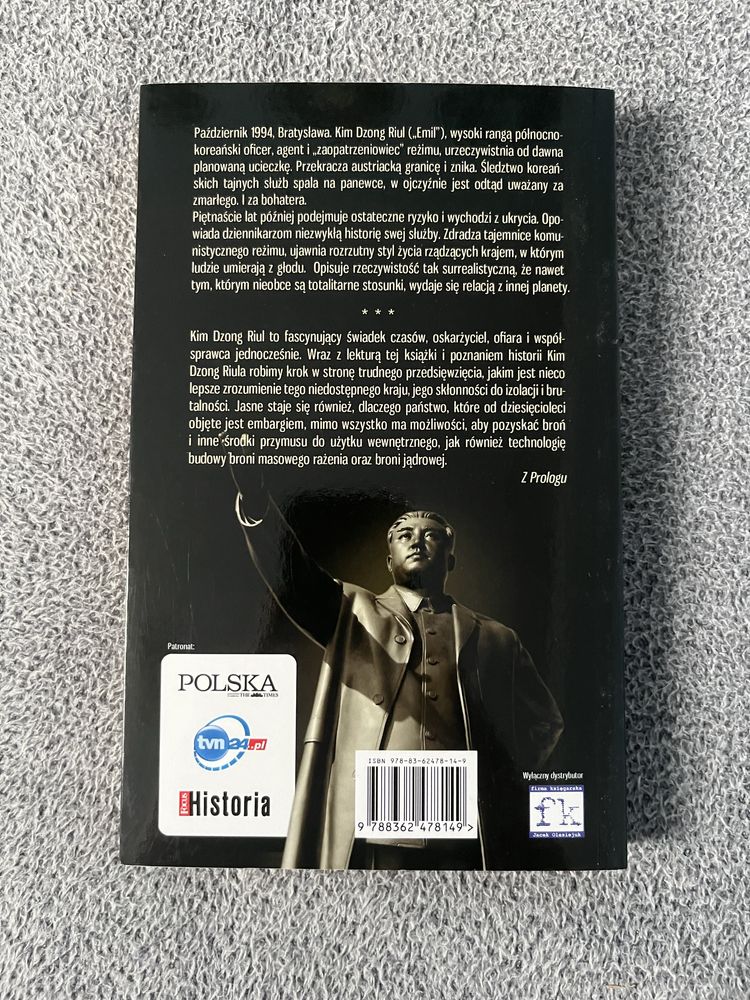 Październik 1994, Bratysława. Kim Dzong Riul („Emil"), wysoki rangą północno-
koreański oficer, agent i „zaopatrzeniowiec" reżimu, urzeczywistnia od dawna
planowaną ucieczkę. Przekracza austriacką granicę i znika. Śledztwo koreań-
skich tajnych służb spala na panewce, w ojczyźnie jest odtąd uważany za
zmarłego. I za bohatera.
Piętnaście lat później podejmuje ostateczne ryzyko i wychodzi z ukrycia. Opo-
wiada dziennikarzom niezwykłą historię swej służby. Zdradza tajemnice komu-
nistycznego reżimu, ujawnia rozrzutny styl życia rządzących krajem, w którym
ludzie umierają z głodu. Opisuje rzeczywistość tak surrealistyczną, że nawet
tym, którym nieobce są totalitarne stosunki, wydaje się relacją z innej planety.
* * *
Kim Dzong Riul to fascynujący świadek czasów, oskarżyciel, ofiara i współ-
sprawca jednocześnie. Wraz z lekturą tej książki i poznaniem historii Kim
Dzong Riula robimy krok w stronę trudnego przedsięwzięcia, jakim jest nieco
lepsze zrozumienie tego niedostępnego kraju, jego skłonności do izolacji i bru-
talności. Jasne staje się również, dlaczego państwo, które od dziesięcioleci
objęte jest embargiem, mimo wszystko ma możliwości, aby pozyskać broń
i inne środki przymusu do użytku wewnętrznego, jak również technologię
budowy broni masowego rażenia oraz broni jądrowej.
Z Prologu
Patronat:
POLSKA
THE TIMES
tvn24.pl
Focus Historia
ISBN 978-83-62478-14-9
9 788362 478149 >
Wyłączny dystrybutor
firma księgarska
fk
Jacek Olesiejuk